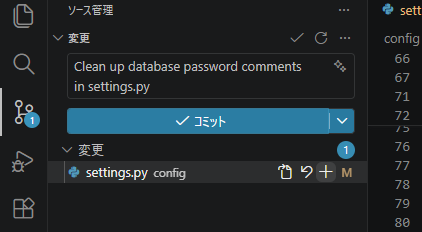 ソース管理
変更
Clean up database password comments
in settings.py
コミット
変更
1
settings.py config
M
1
sett
config
66
67
71
72
75
76
77
78
79
80